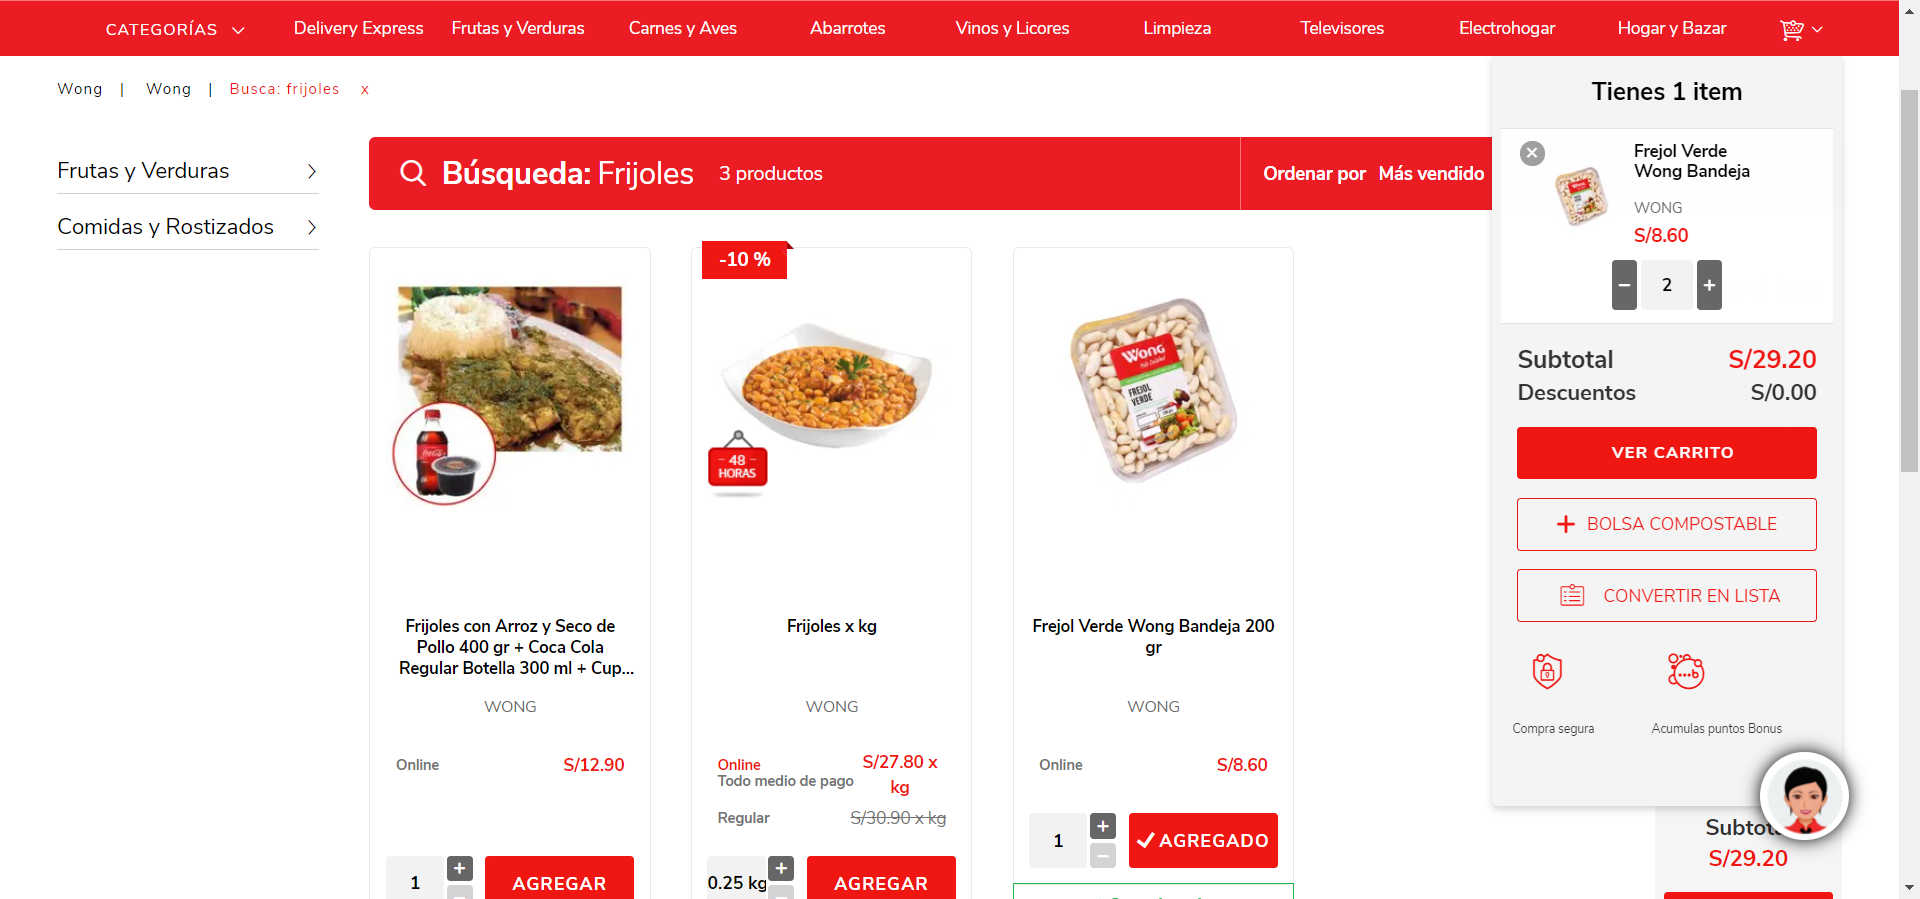 CATEGORÍAS
Delivery Express
Frutas y Verduras
Carnes y Aves
Abarrotes
Vinos y Licores
Limpieza
Televisores
Electrohogar
Hogar y Bazar
Wong | Wong | Busca: frijoles x
Frutas y Verduras
Comidas y Rostizados
Búsqueda: Frijoles 3 productos
Ordenar por Más vendido
Frijoles con Arroz y Seco de
Pollo 400 gr + Coca Cola
Regular Botella 300 ml + Cup...
WONG
Online S/12.90
1 +
AGREGAR
-10 %
48
HORAS
Frijoles x kg
WONG
Online
Todo medio de pago
S/27.80 x
kg
Regular S/30.90 x kg
0.25 kg +
AGREGAR
WONG
FREJOL
VERDE
Frejol Verde Wong Bandeja 200
gr
WONG
Online S/8.60
1 + −
AGREGADO
Tienes 1 item
Frejol Verde
Wong Bandeja
WONG
S/8.60
− 2 +
Subtotal S/29.20
Descuentos S/0.00
VER CARRITO
+ BOLSA COMPOSTABLE
CONVERTIR EN LISTA
Compra segura
Acumulas puntos Bonus
S/29.20